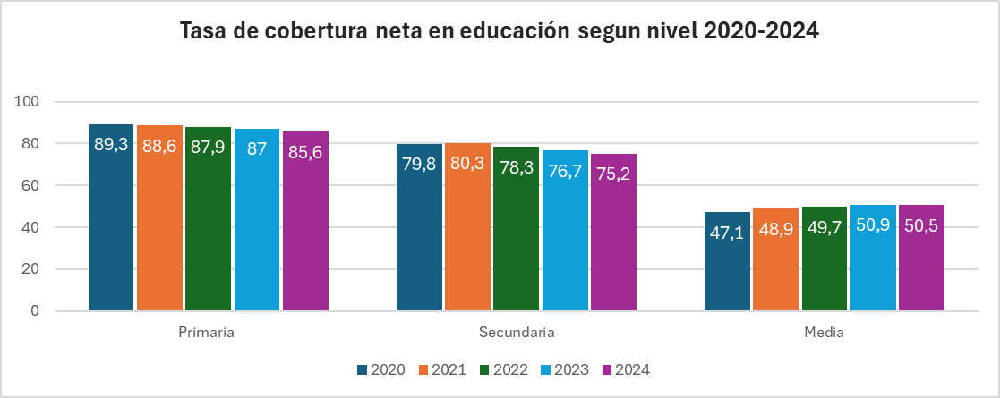 Tasa de cobertura neta en educación segun nivel 2020-2024
100
80
60
40
20
0
89,3 88,6 87,9 87 85,6
79,8 80,3 78,3 76,7 75,2
47,1 48,9 49,7 50,9 50,5
Primaria Secundaria Media
2020 2021 2022 2023 2024